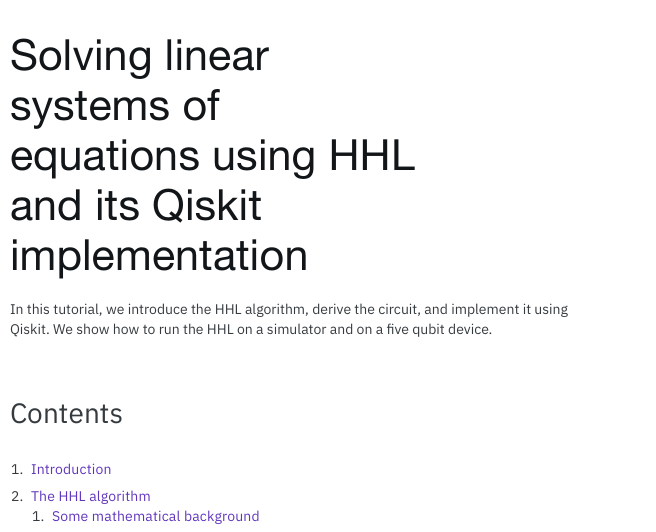 Solving linear
systems of
equations using HHL
and its Qiskit
implementation
In this tutorial, we introduce the HHL algorithm, derive the circuit, and implement it using
Qiskit. We show how to run the HHL on a simulator and on a five qubit device.
Contents
1. Introduction
2. The HHL algorithm
1. Some mathematical background